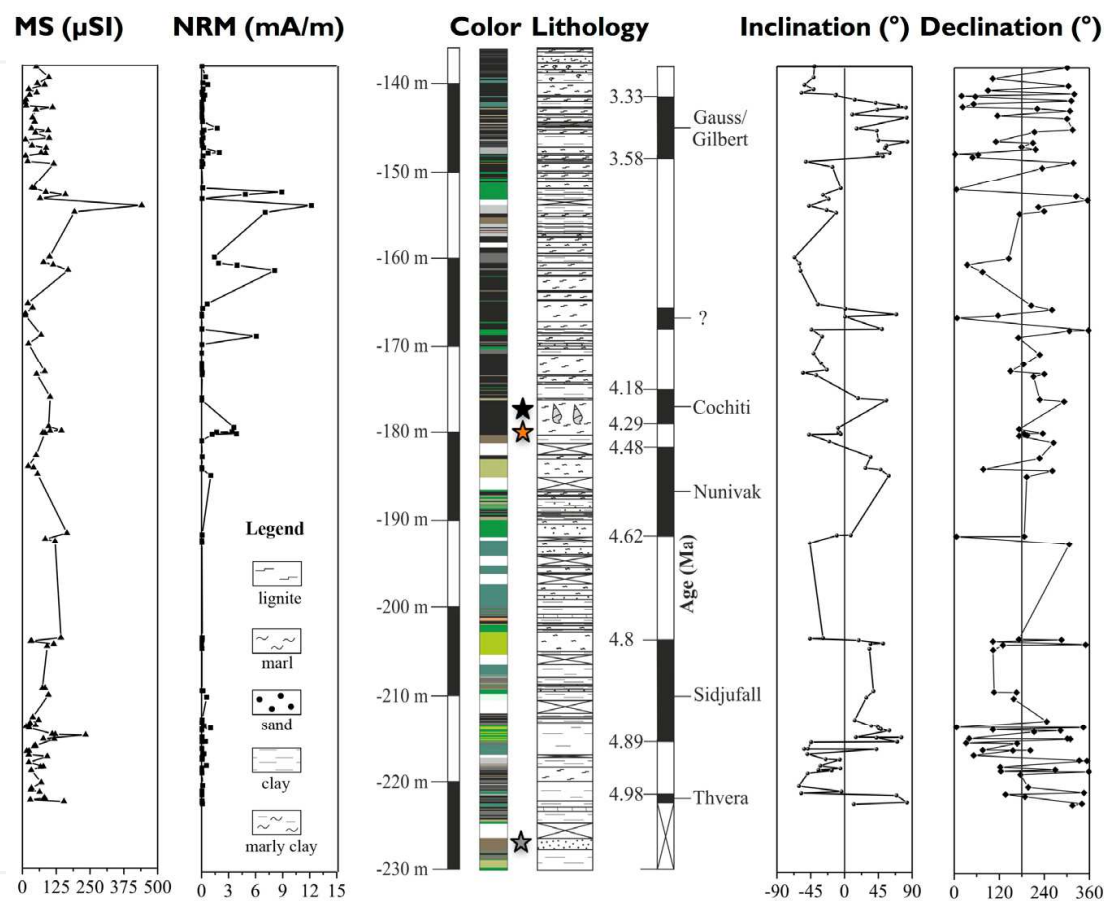 MS (µSI) NRM (mA/m) Color Lithology Inclination (°) Declination (°)
-140 m
-150 m
-160 m
-170 m
-180 m
-190 m
-200 m
-210 m
-220 m
-230 m
3.33
Gauss/
Gilbert
3.58
?
4.18
Cochiti
4.29
4.48
Nunivak
4.62
Age (Ma)
4.8
Sidjufall
4.89
4.98
Thvera
Legend
lignite
marl
sand
clay
marly clay
0 125 250 375 500
0 3 6 9 12 15
-90 -45 0 45 90
0 120 240 360